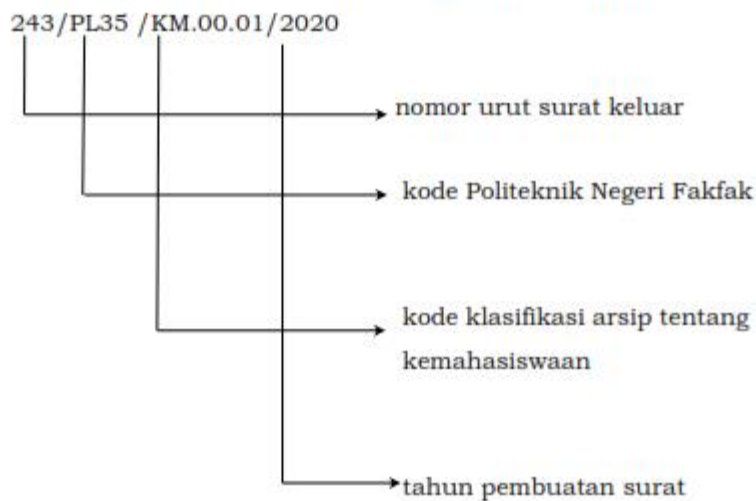 243/PL35 /KM.00.01/2020
nomor urut surat keluar
kode Politeknik Negeri Fakfak
kode klasifikasi arsip tentang
kemahasiswaan
tahun pembuatan surat